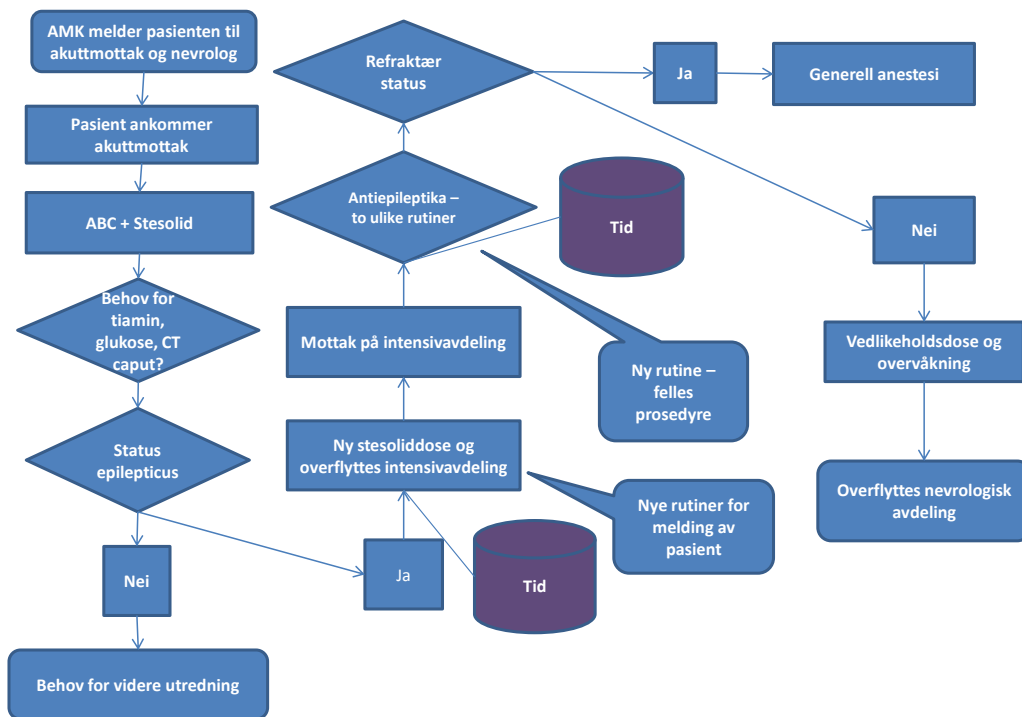 AMK melder pasienten til
akuttmottak og nevrolog
Pasient ankommer
akuttmottak
ABC + Stesolid
Behov for
tiamin,
glukose, CT
caput?
Status
epilepticus
Nei
Behov for videre utredning
Ja
Ny stesoliddose og
overflyttes intensivavdeling
Tid
Nye rutiner for
melding av
pasient
Mottak på intensivavdeling
Antiepileptika –
to ulike rutiner
Tid
Ny rutine –
felles
prosedyre
Refraktær
status
Ja
Generell anestesi
Nei
Vedlikeholdsdose og
overvåkning
Overflyttes nevrologisk
avdeling